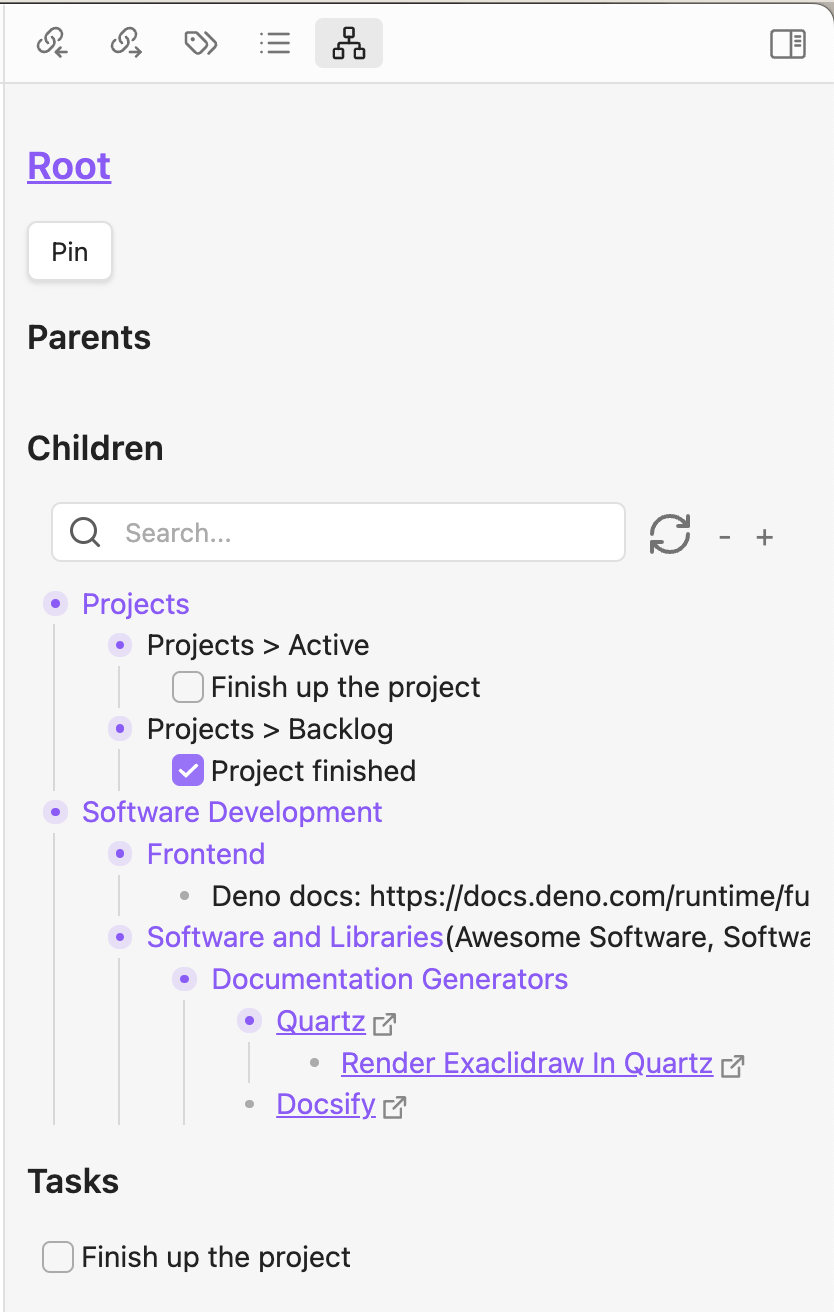 Root
Pin
Parents
Children
Search...
- +
Projects
Projects > Active
Finish up the project
Projects > Backlog
Project finished
Software Development
Frontend
Deno docs: https://docs.deno.com/runtime/fu
Software and Libraries(Awesome Software, Softwa
Documentation Generators
Quartz
Render Exaclidraw In Quartz
Docsify
Tasks
Finish up the project